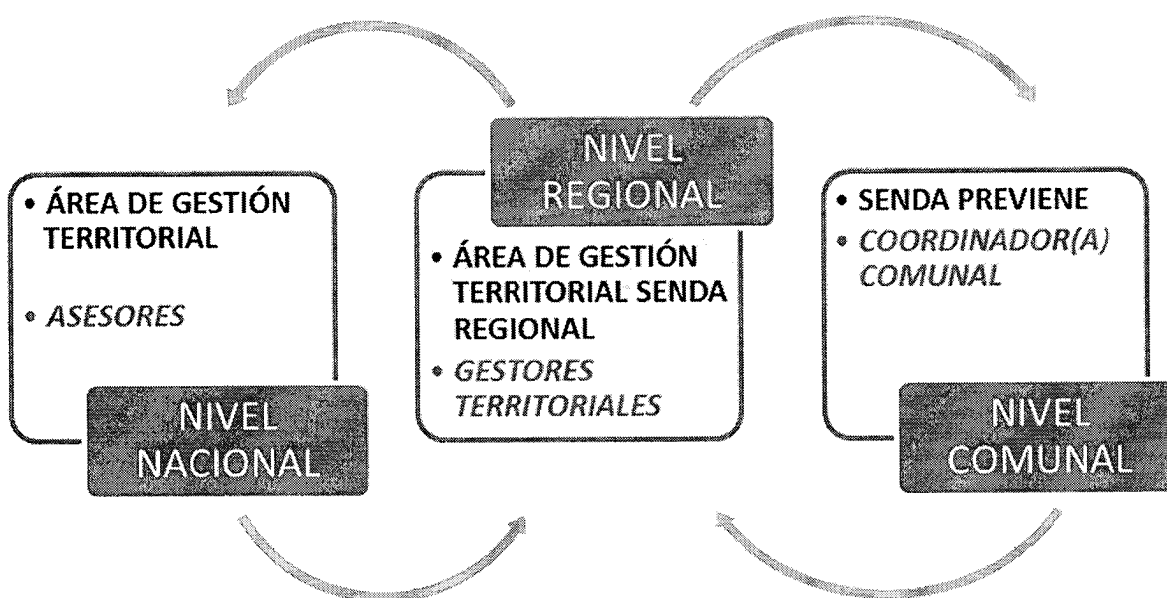 • ÁREA DE GESTIÓN
TERRITORIAL
• ASESORES
NIVEL
NACIONAL
NIVEL
REGIONAL
• ÁREA DE GESTIÓN
TERRITORIAL SENDA
REGIONAL
• GESTORES
TERRITORIALES
• SENDA PREVIENE
• COORDINADOR(A)
COMUNAL
NIVEL
COMUNAL